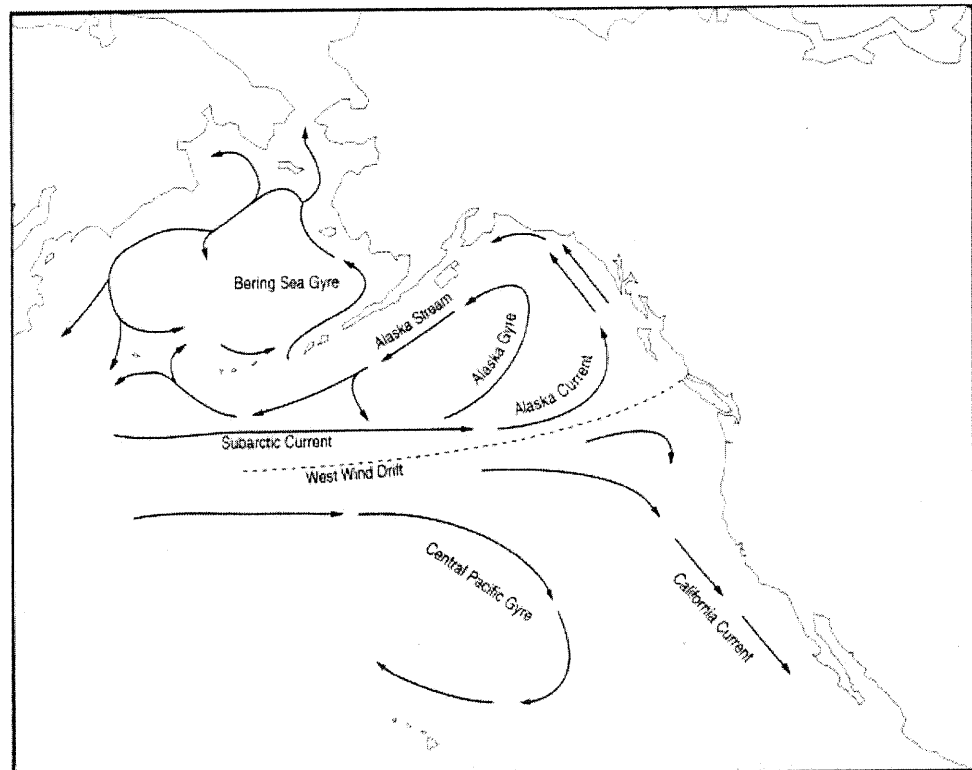 Bering Sea Gyre
Alaska Stream
Alaska Gyre
Alaska Current
Subarctic Current
West Wind Drift
Central Pacific Gyre
California Current